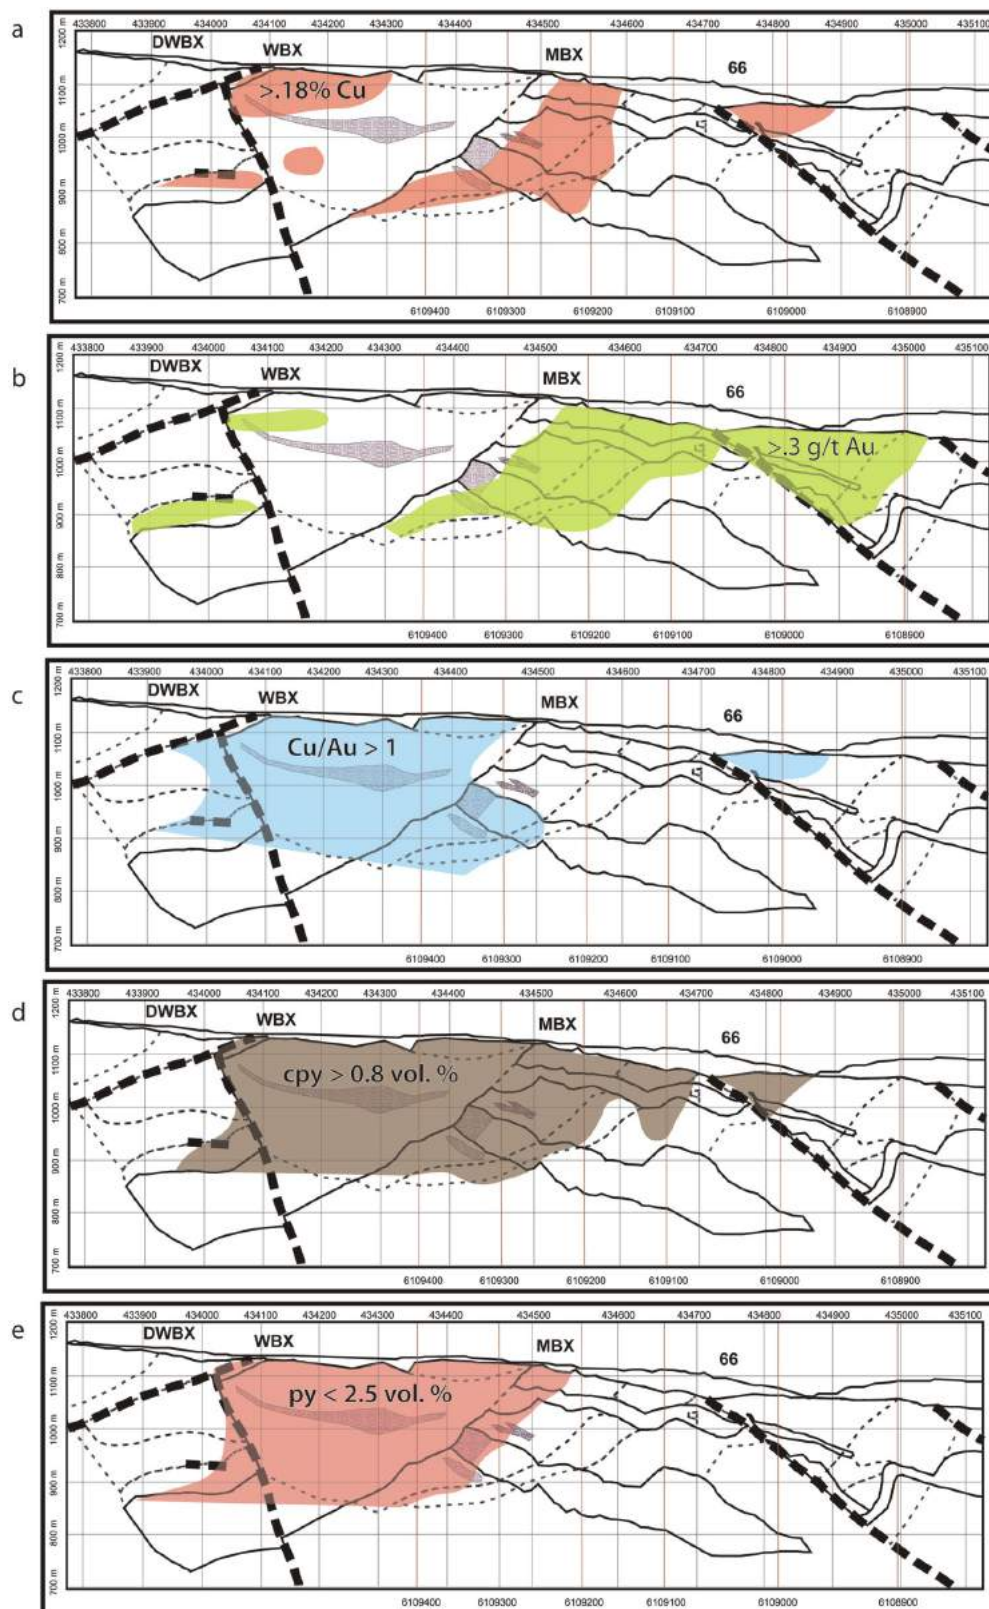 a
433800 433900 434000 434100 434200 434300 434400 434500 434600 434700 434800 434900 435000 435100
1200 m
DWBX WBX MBX 66
>.18% Cu
1100 m
1000 m
900 m
800 m
700 m
6109400 6109300 6109200 6109100 6109000 6108900
b
433800 433900 434000 434100 434200 434300 434400 434500 434600 434700 434800 434900 435000 435100
1200 m
DWBX WBX MBX 66
>.3 g/t Au
1100 m
1000 m
900 m
800 m
700 m
6109400 6109300 6109200 6109100 6109000 6108900
c
433800 433900 434000 434100 434200 434300 434400 434500 434600 434700 434800 434900 435000 435100
1200 m
DWBX WBX MBX 66
Cu/Au > 1
1100 m
1000 m
900 m
800 m
700 m
6109400 6109300 6109200 6109100 6109000 6108900
d
433800 433900 434000 434100 434200 434300 434400 434500 434600 434700 434800 434900 435000 435100
1200 m
DWBX WBX MBX 66
cpy > 0.8 vol. %
1100 m
1000 m
900 m
800 m
700 m
6109400 6109300 6109200 6109100 6109000 6108900
e
433800 433900 434000 434100 434200 434300 434400 434500 434600 434700 434800 434900 435000 435100
1200 m
DWBX WBX MBX 66
py < 2.5 vol. %
1100 m
1000 m
900 m
800 m
700 m
6109400 6109300 6109200 6109100 6109000 6108900